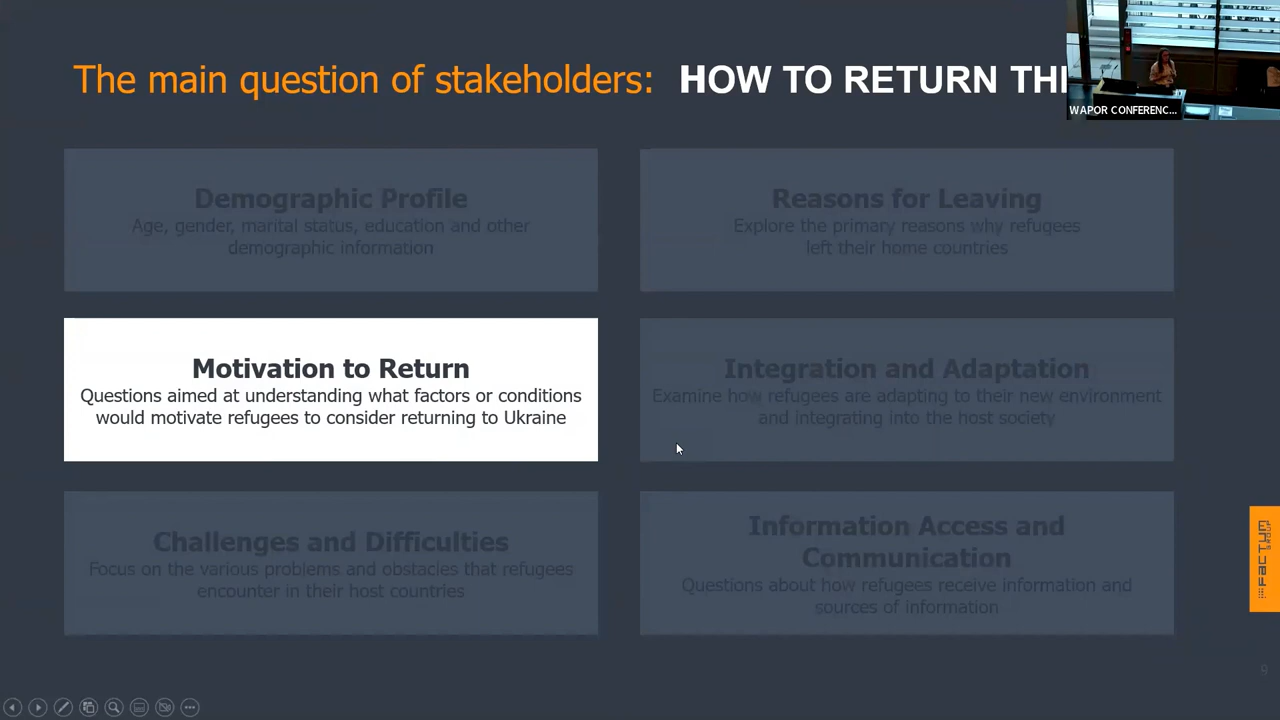 The main question of stakeholders: HOW TO RETURN
WAPOR CONFERENC...
Demographic Profile
Age, gender, marital status, education and other
demographic information
Reasons for Leaving
Explore the primary reasons why refugees
left their home countries
Motivation to Return
Questions aimed at understanding what factors or conditions
would motivate refugees to consider returning to Ukraine
Integration and Adaptation
Examine how refugees are adapting to their new environment
and integrating into the host society
Challenges and Difficulties
Focus on the various problems and obstacles that refugees
encounter in their host countries
Information Access and
Communication
Questions about how refugees receive information and
sources of information
FACTUM
GROUP
9